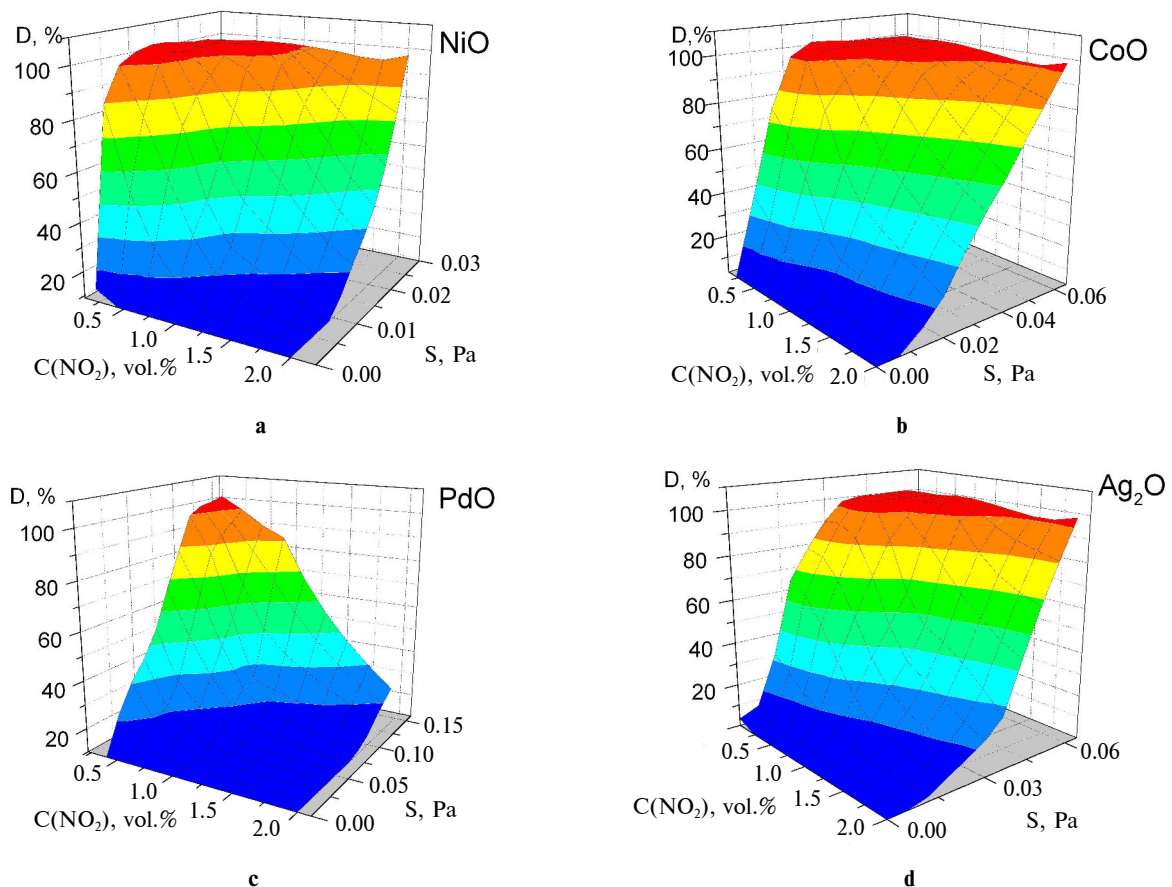 D, %
NiO
100
80
60
40
20
0.5
1.0
1.5
2.0
C(NO₂), vol.%
0.00
0.01
0.02
0.03
S, Pa
a
D,%
CoO
100
80
60
40
20
0.5
1.0
1.5
2.0
C(NO₂), vol.%
0.00
0.02
0.04
0.06
S, Pa
b
D, %
PdO
100
80
60
40
20
0.5
1.0
1.5
2.0
C(NO₂), vol.%
0.00
0.05
0.10
0.15
S, Pa
c
D, %
Ag₂O
100
80
60
40
20
0.5
1.0
1.5
2.0
C(NO₂), vol.%
0.00
0.03
0.06
S, Pa
d